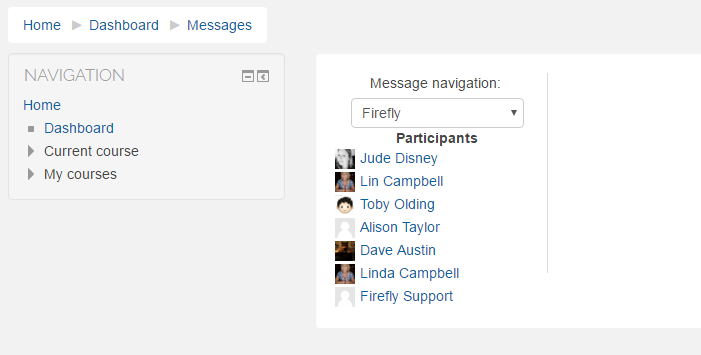 Home Dashboard Messages
NAVIGATION
Home
Dashboard
Current course
My courses
Message navigation:
Firefly
Participants
Jude Disney
Lin Campbell
Toby Olding
Alison Taylor
Dave Austin
Linda Campbell
Firefly Support